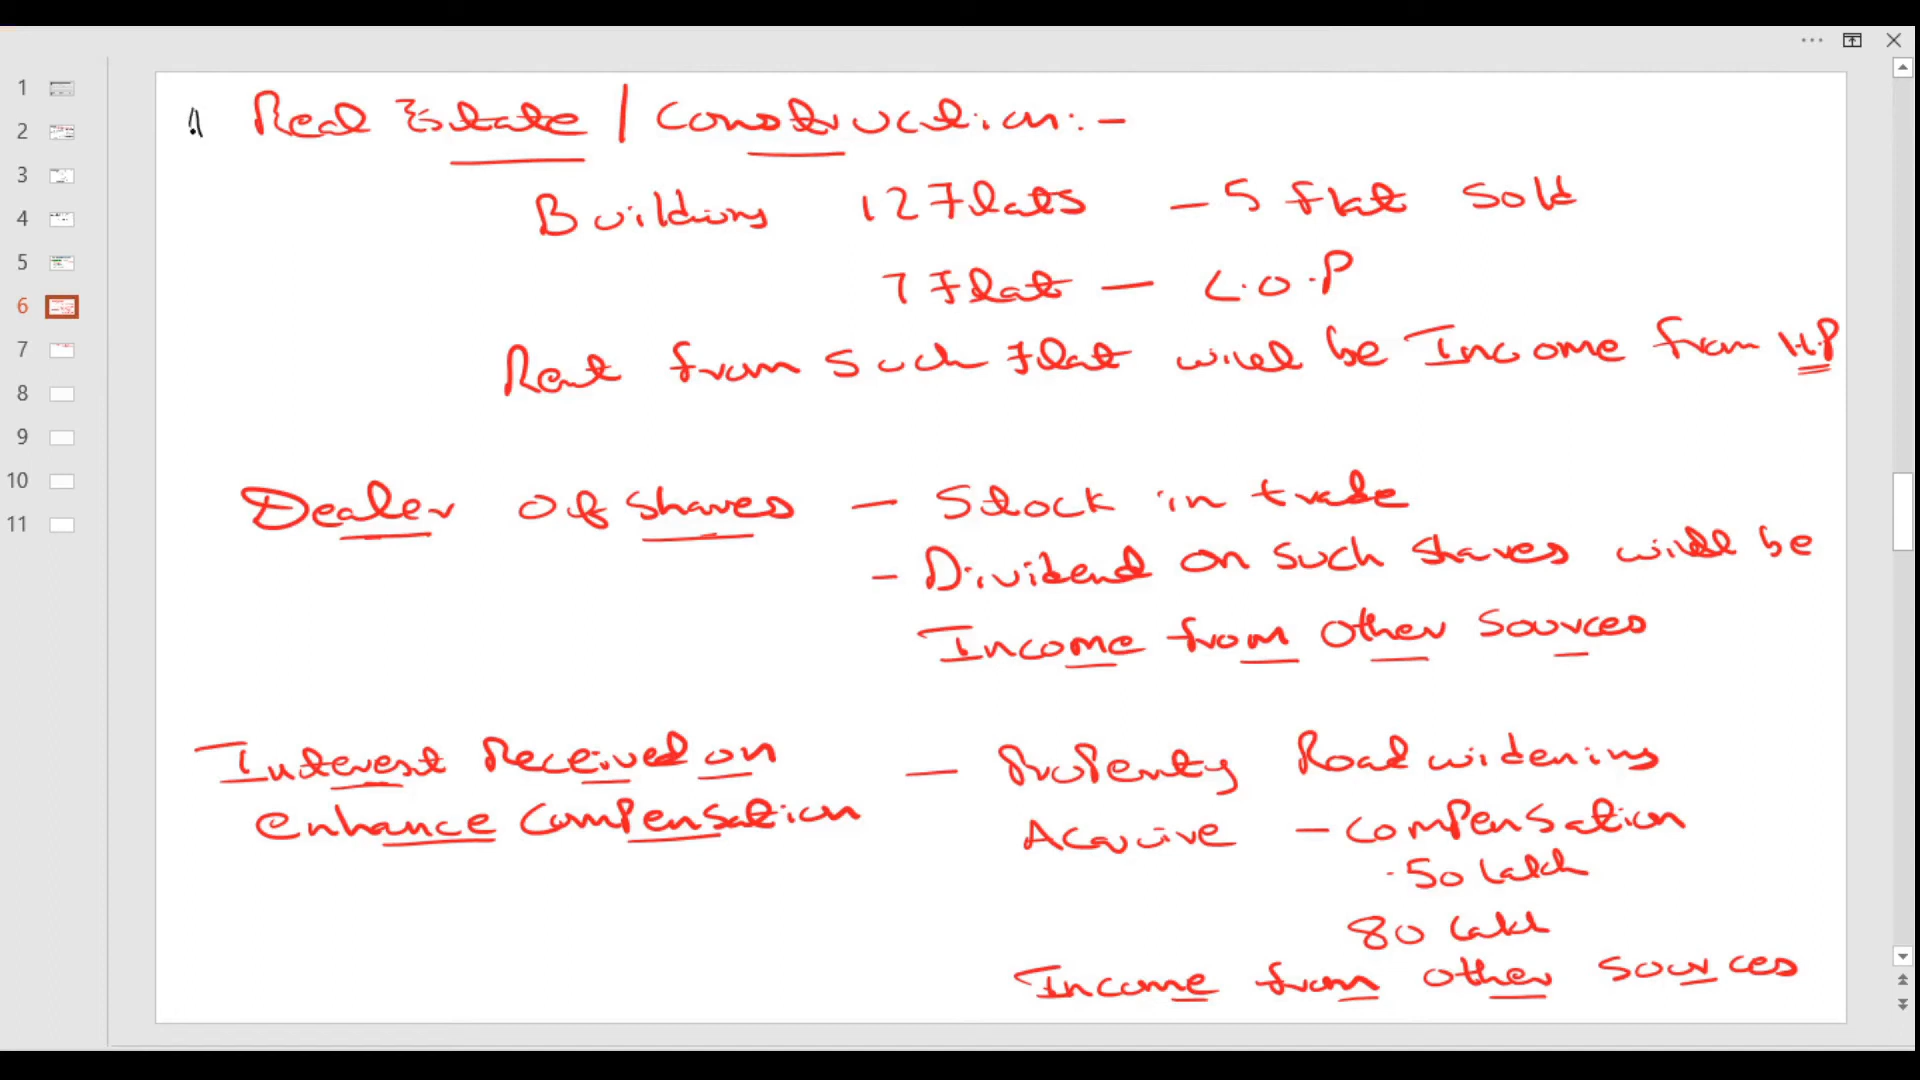 1
2
3
4
5
6
7
8
9
10
11
Real Estate / Construction:-
Building 12 Flats - 5 flat sold
7 Flat - L.O.P
Rent from such flat will be Income from H.P
Dealer of shares - Stock in trade
- Dividend on such shares will be
Income from other sources
Interest Received on
enhance compensation
- Property Road widening
Acquire - compensation
50 lakh
80 lakh
Income from other sources